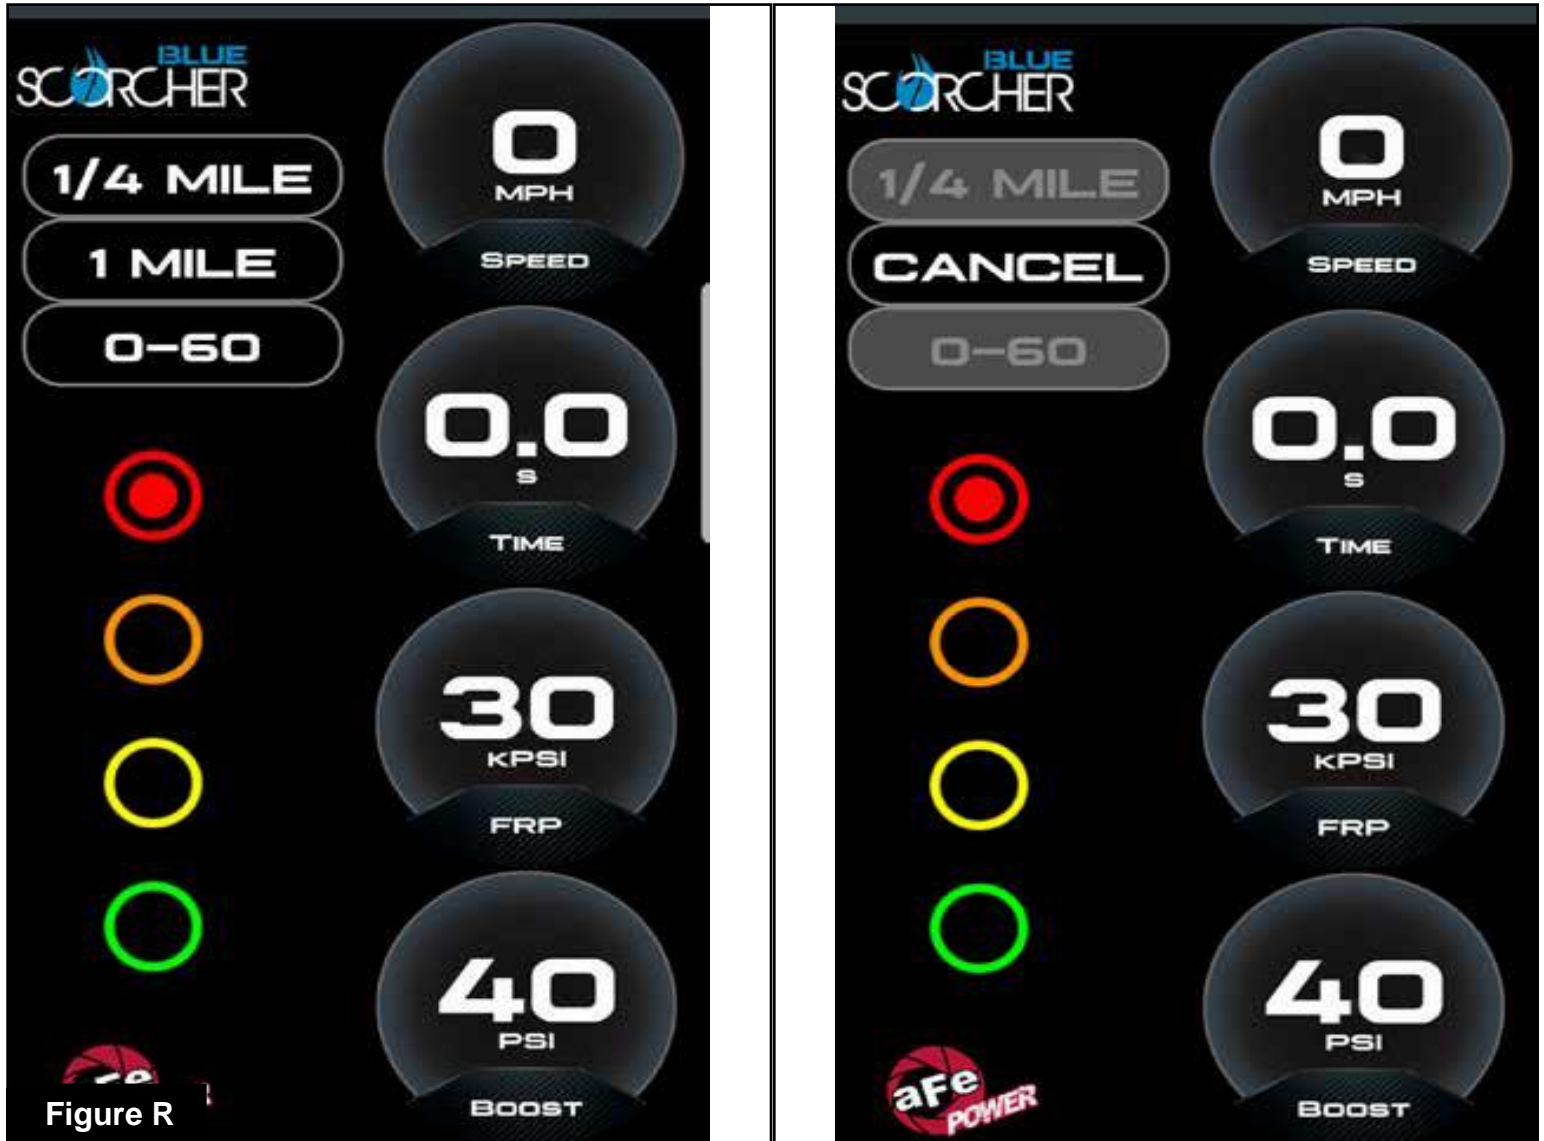 BLUE
SCORCHER
1/4 MILE
1 MILE
0-60
0
MPH
SPEED
0.0
S
TIME
30
KPSI
FRP
40
PSI
BOOST
aFe
Figure R
BLUE
SCORCHER
1/4 MILE
CANCEL
0-60
0
MPH
SPEED
0.0
S
TIME
30
KPSI
FRP
40
PSI
BOOST
aFe
POWER